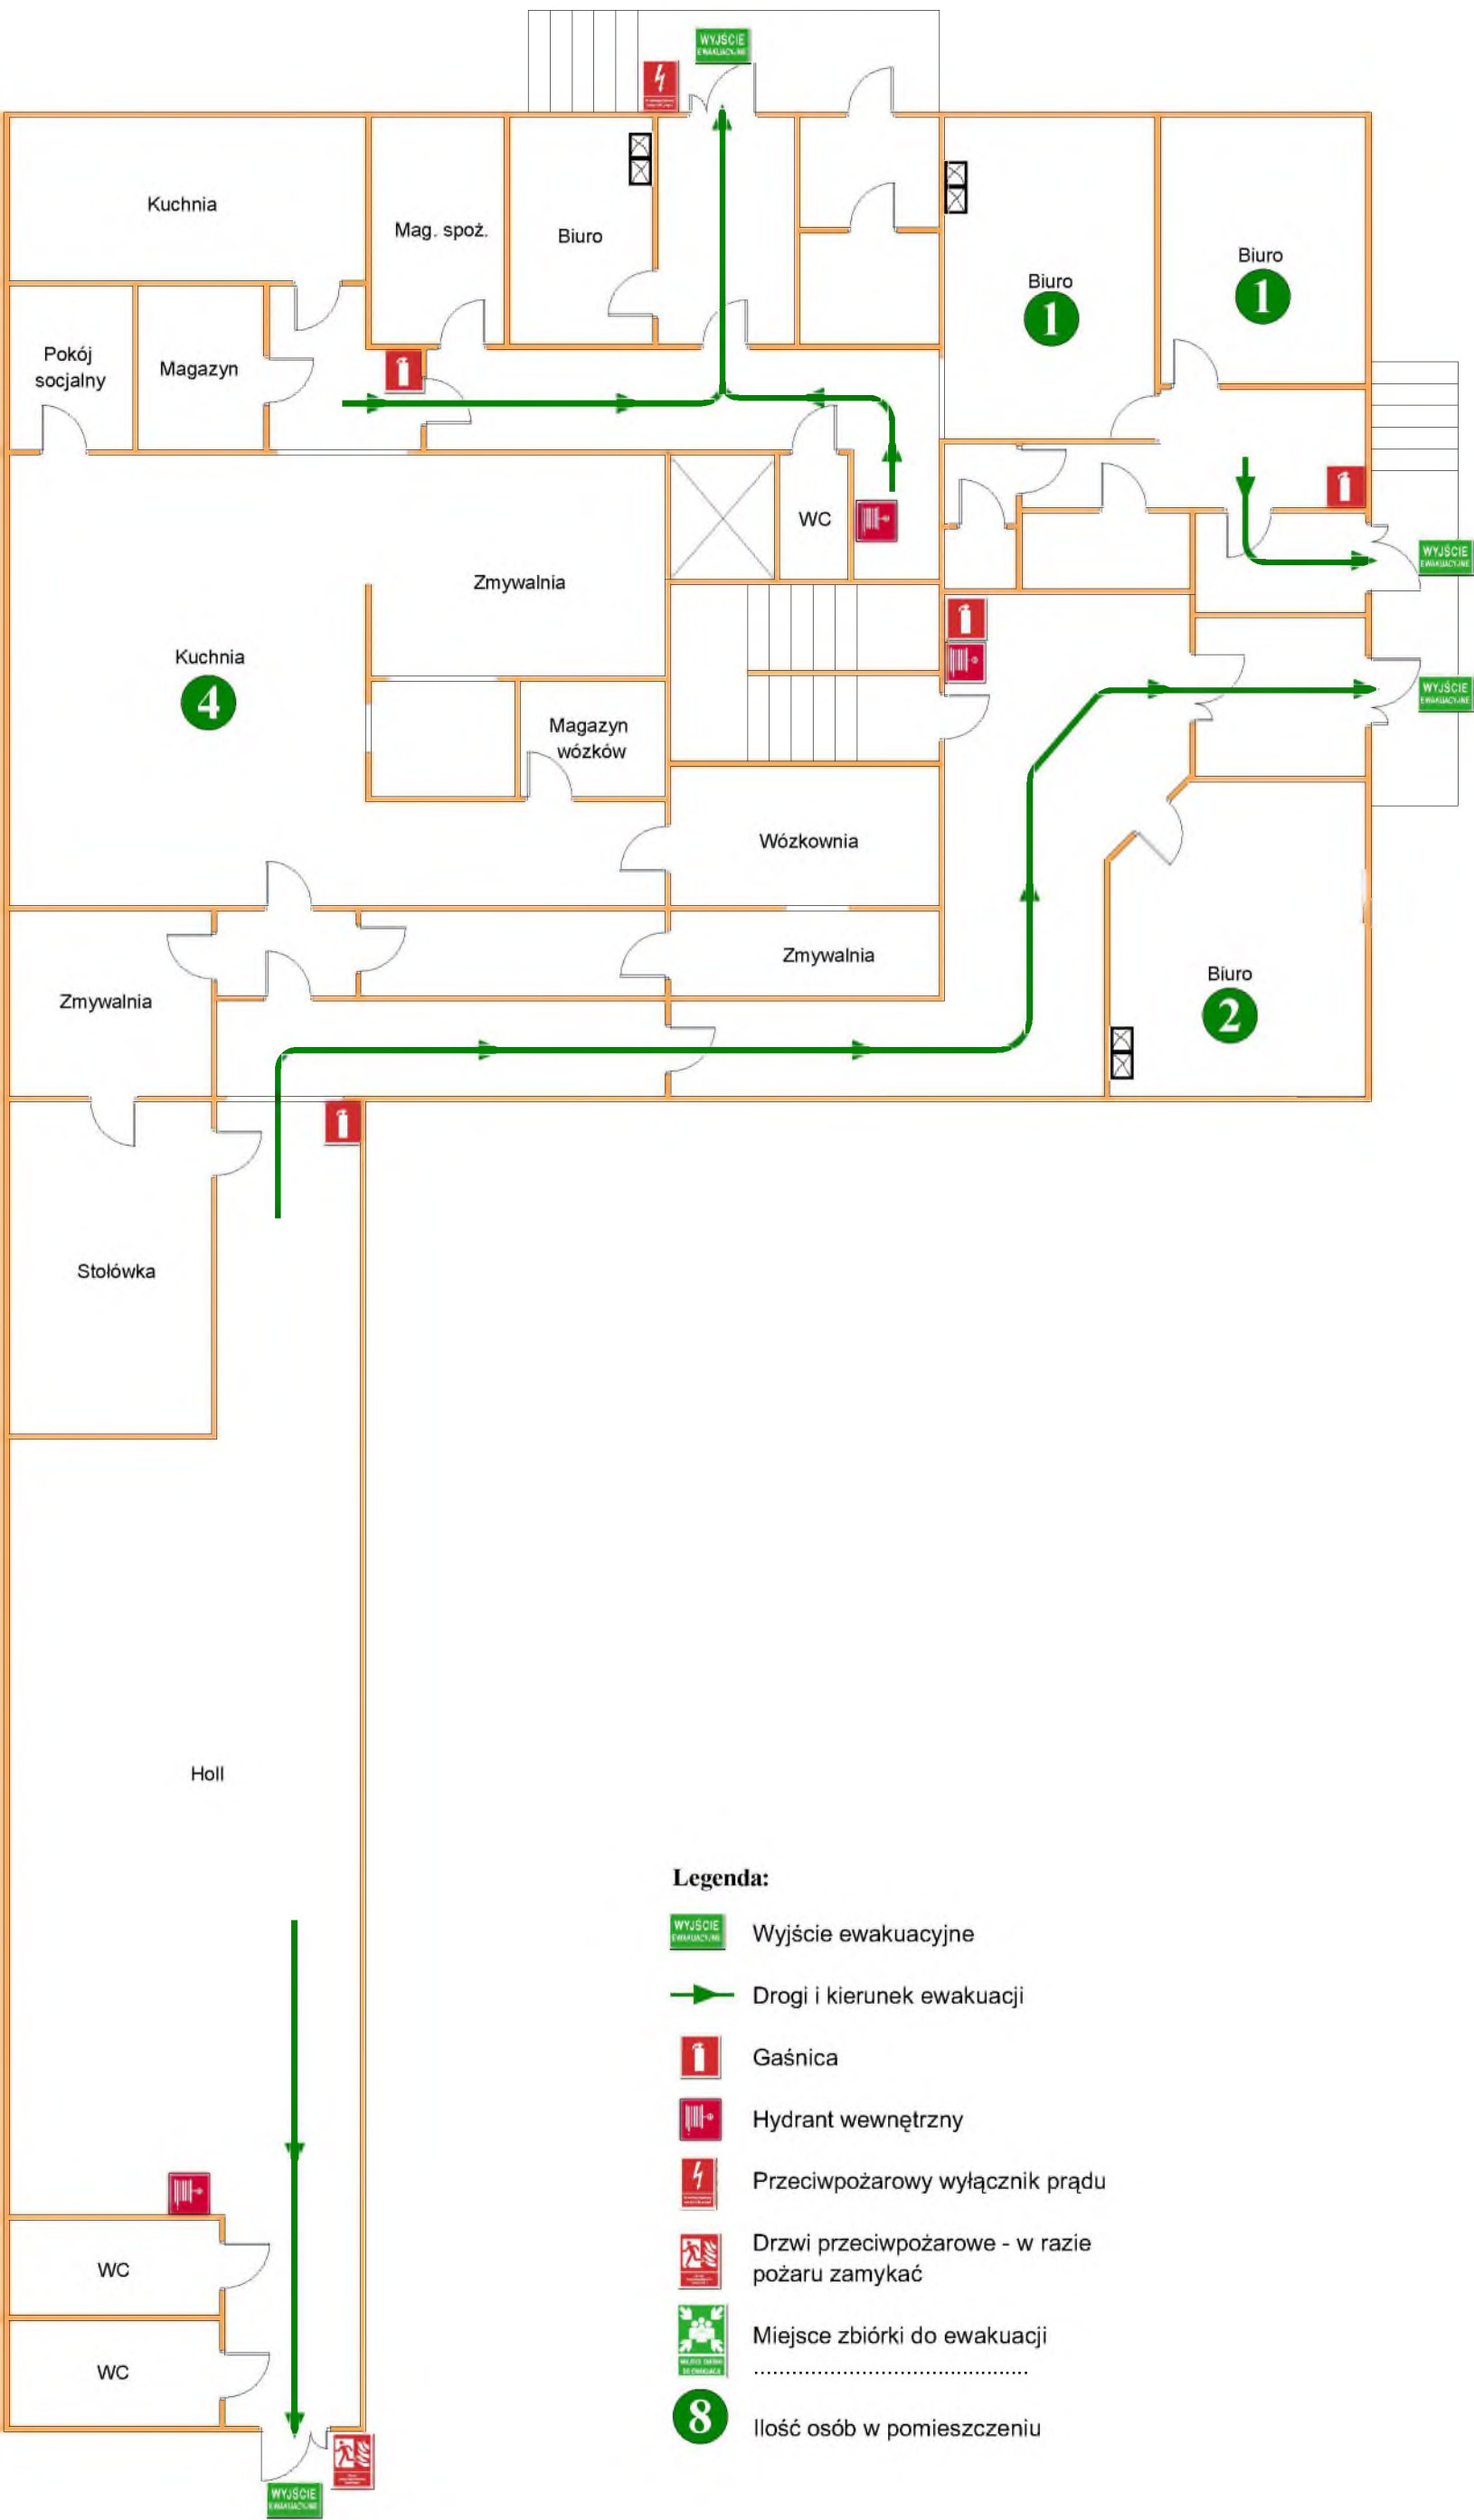 WYJŚCIE
EWAKUACYJNE
Kuchnia
Mag. spoż.
Biuro
Biuro
1
Biuro
1
Pokój
socjalny
Magazyn
WC
WYJŚCIE
EWAKUACYJNE
Zmywalnia
Kuchnia
4
WYJŚCIE
EWAKUACYJNE
Magazyn
wózków
Wózkownia
Zmywalnia
Biuro
2
Zmywalnia
Stołówka
Holl
Legenda:
WYJŚCIE
EWAKUACYJNE
Wyjście ewakuacyjne
Drogi i kierunek ewakuacji
Gaśnica
Hydrant wewnętrzny
Przeciwpożarowy wyłącznik prądu
Drzwi przeciwpożarowe - w razie
pożaru zamykać
Miejsce zbiórki do ewakuacji
............................................
8
Ilość osób w pomieszczeniu
WC
WC
WYJŚCIE
EWAKUACYJNE